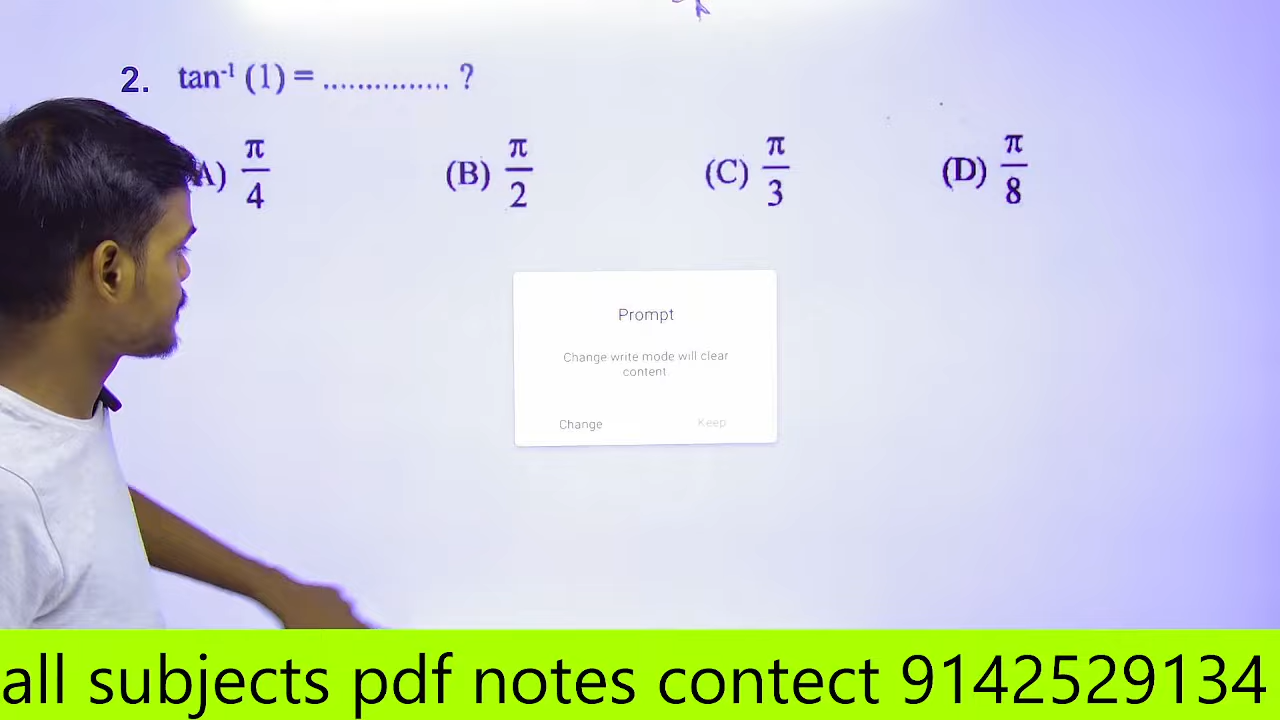 2. tan⁻¹ (1) = ............... ?
A) π/4 (B) π/2 (C) π/3 (D) π/8
Prompt
Change write mode will clear
content
Change Keep
all subjects pdf notes contect 9142529134